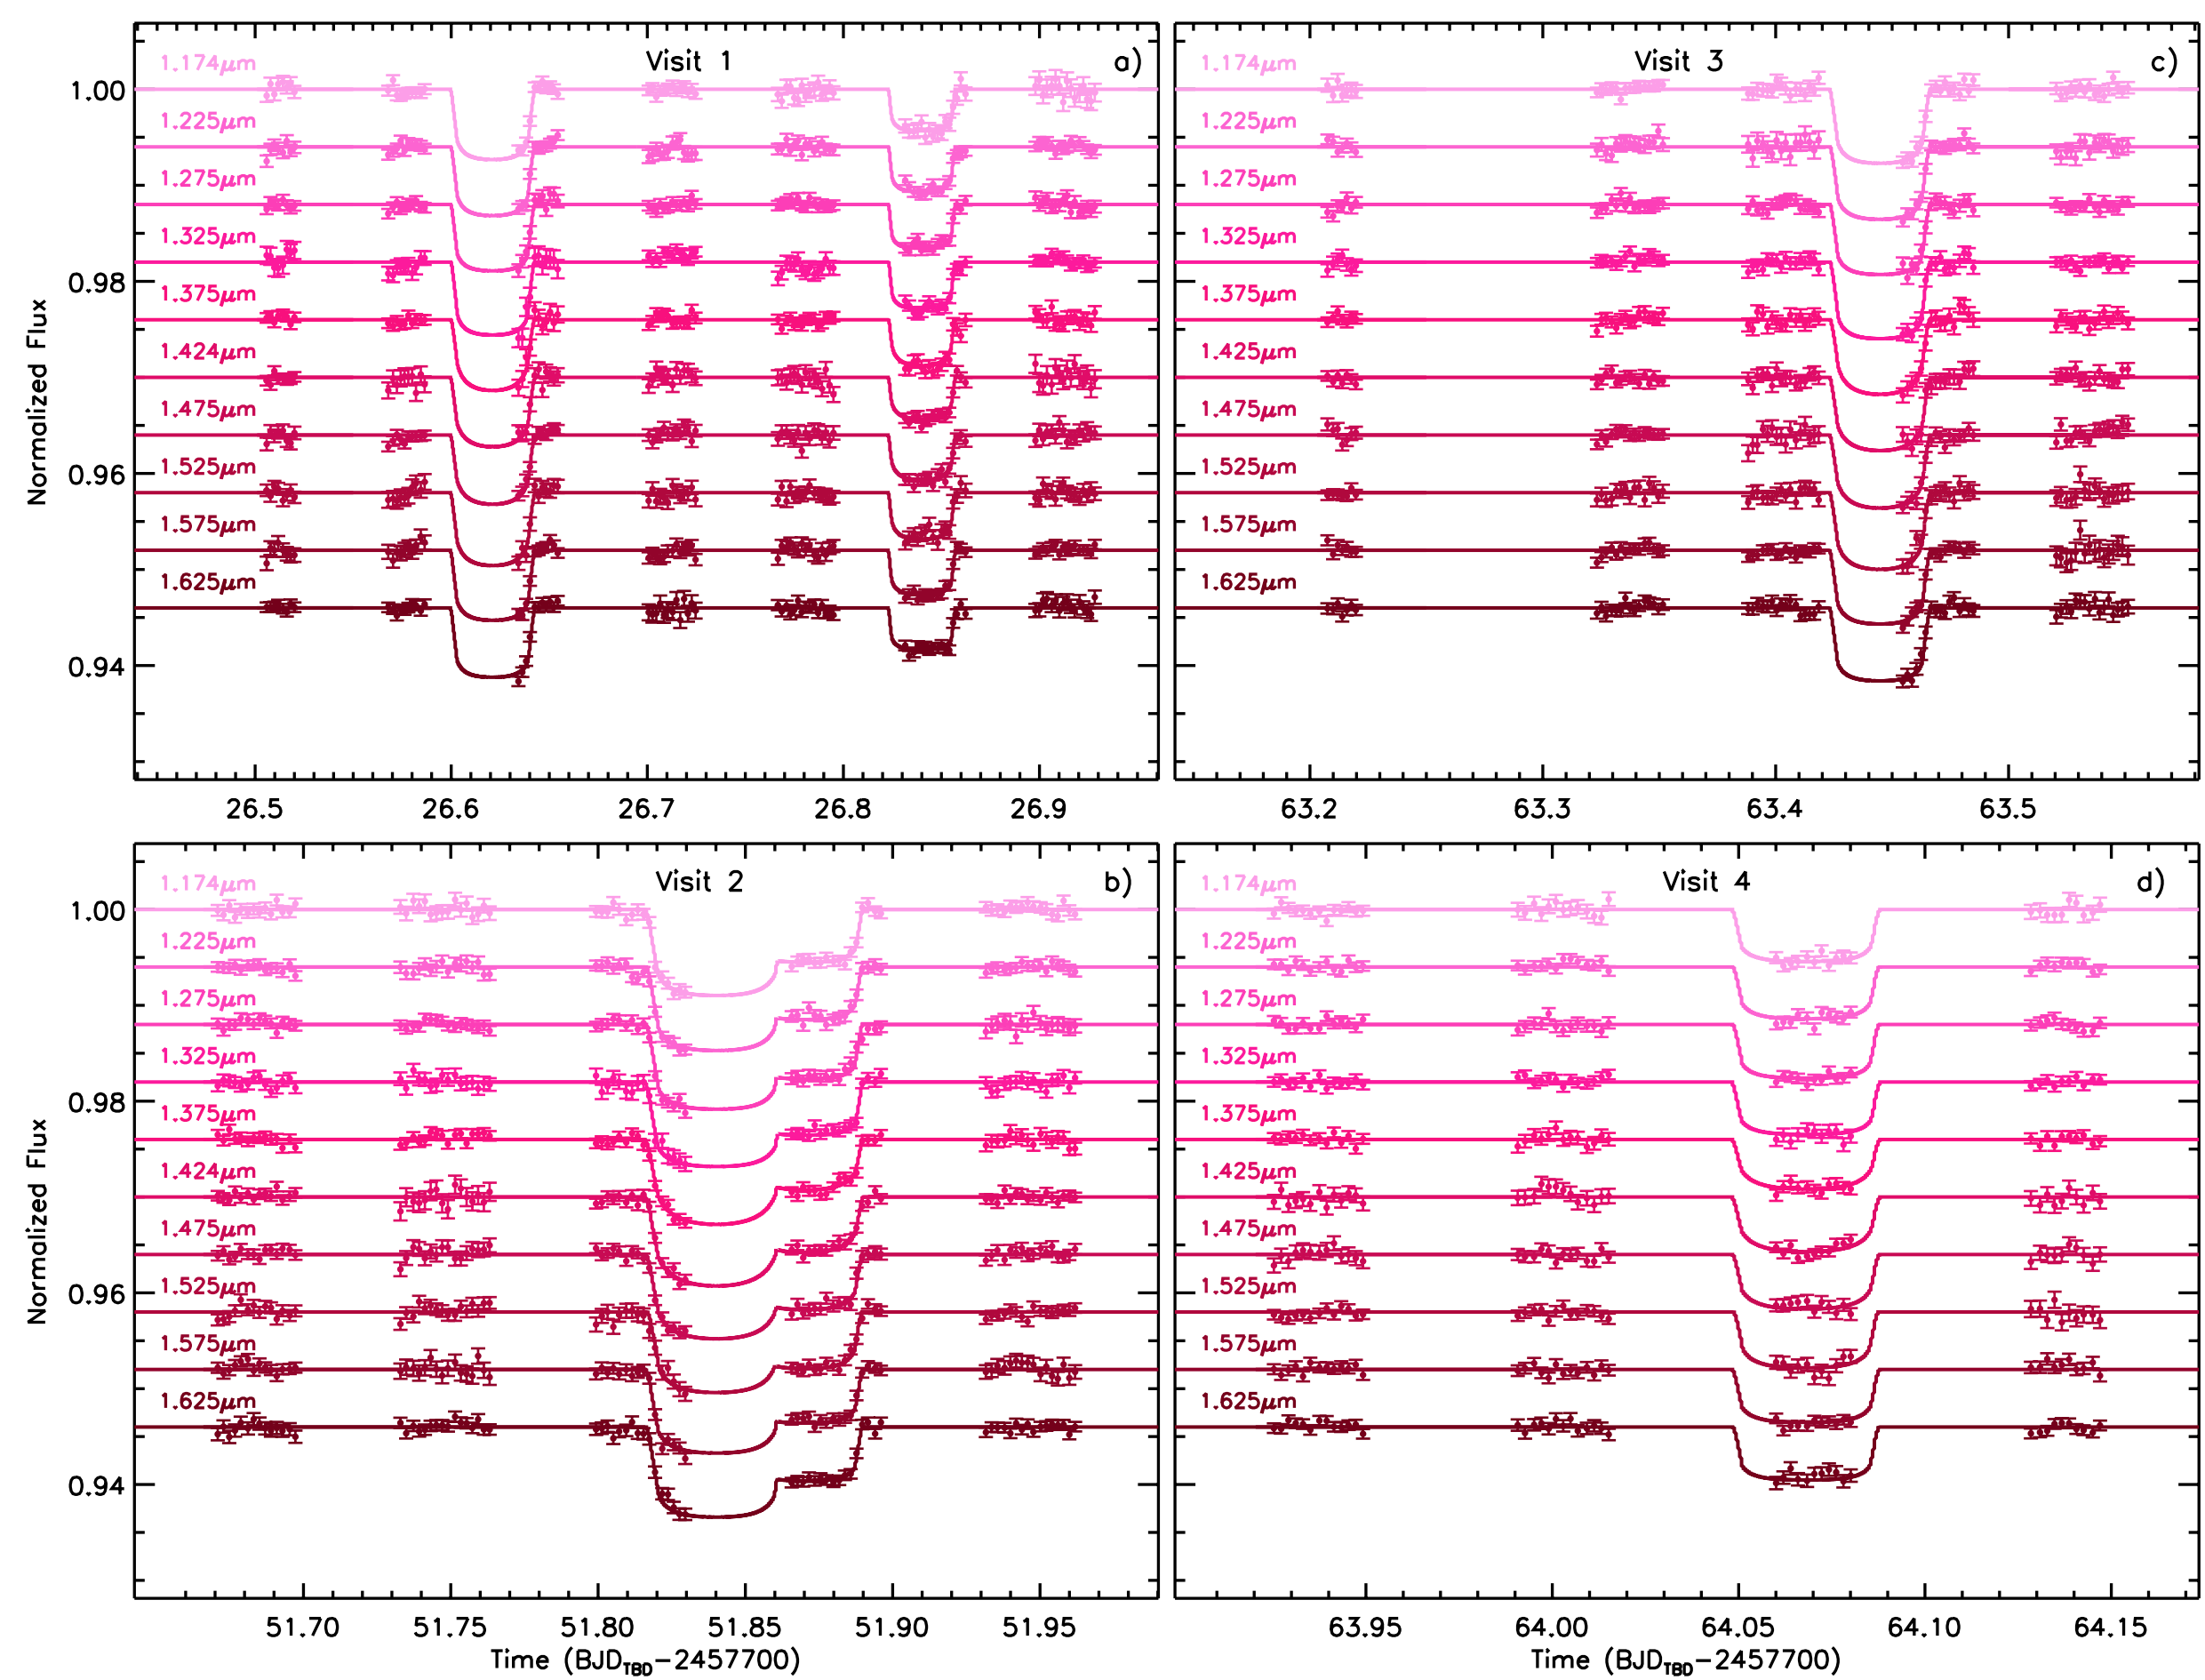 Visit 1
a)
1.174μm
1.225μm
1.275μm
1.325μm
1.375μm
1.424μm
1.475μm
1.525μm
1.575μm
1.625μm
1.00
0.98
0.96
0.94
Normalized Flux
26.5 26.6 26.7 26.8 26.9
Visit 3
c)
1.174μm
1.225μm
1.275μm
1.325μm
1.375μm
1.425μm
1.475μm
1.525μm
1.575μm
1.625μm
63.2 63.3 63.4 63.5
Visit 2
b)
1.174μm
1.225μm
1.275μm
1.325μm
1.375μm
1.424μm
1.475μm
1.525μm
1.575μm
1.625μm
1.00
0.98
0.96
0.94
Normalized Flux
51.70 51.75 51.80 51.85 51.90 51.95
Time (BJDTBD−2457700)
Visit 4
d)
1.174μm
1.225μm
1.275μm
1.325μm
1.375μm
1.425μm
1.475μm
1.525μm
1.575μm
1.625μm
63.95 64.00 64.05 64.10 64.15
Time (BJDTBD−2457700)